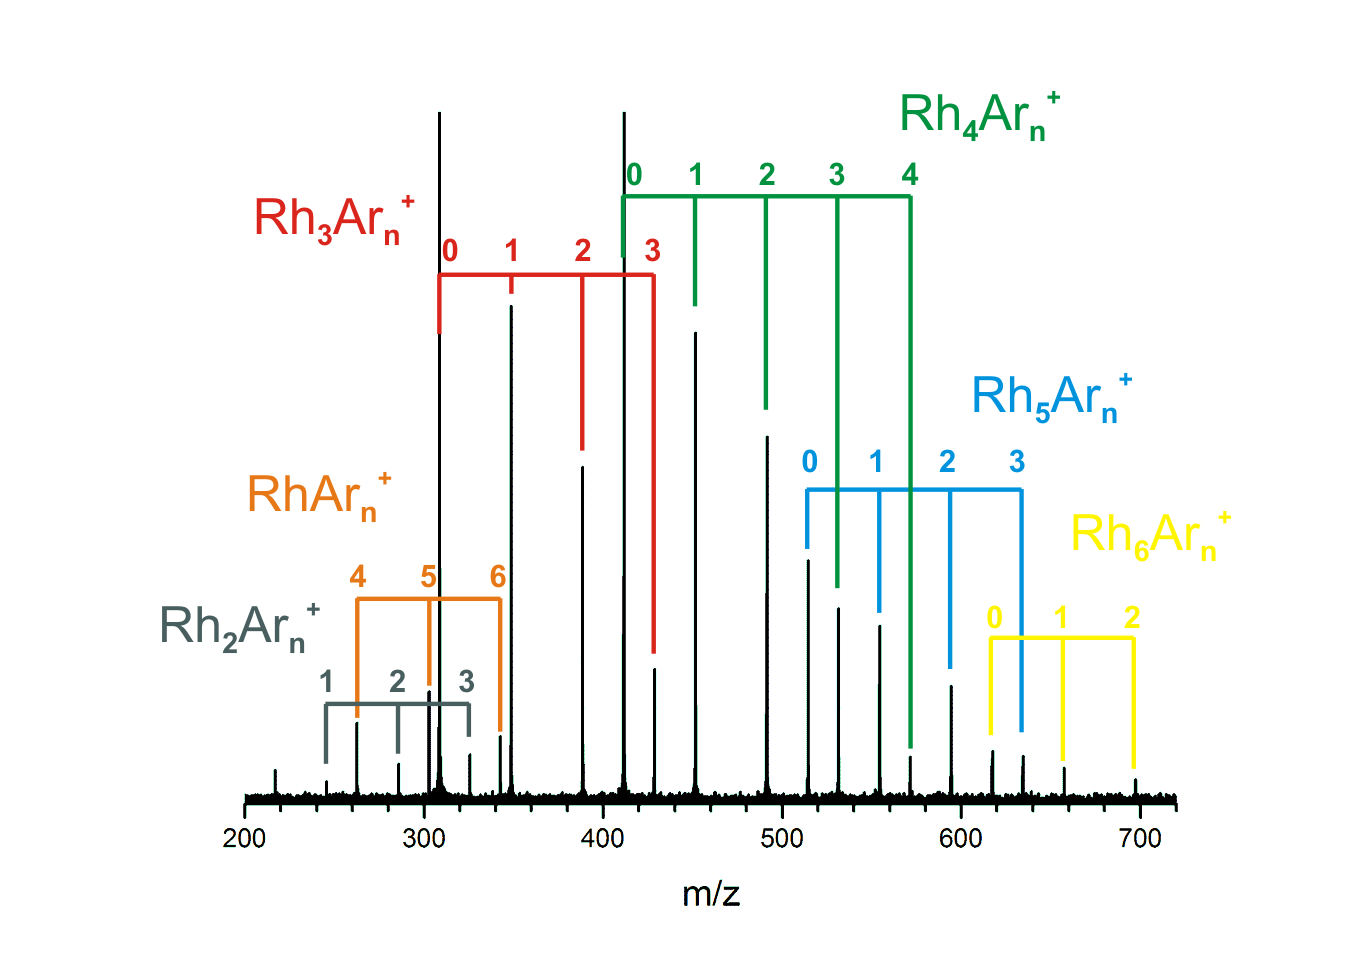 Rh₄Arₙ⁺
0 1 2 3 4
Rh₃Arₙ⁺
0 1 2 3
Rh₅Arₙ⁺
0 1 2 3
RhArₙ⁺
4 5 6
Rh₆Arₙ⁺
0 1 2
Rh₂Arₙ⁺
1 2 3
200 300 400 500 600 700
m/z